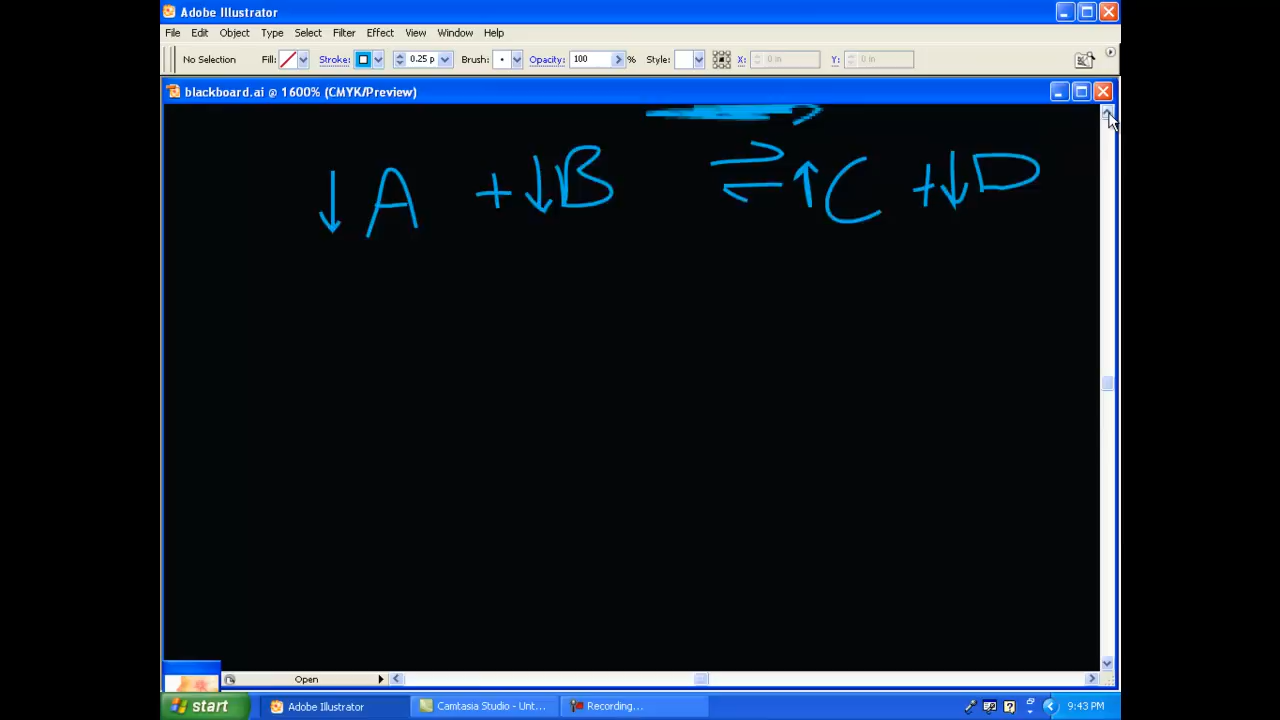 Adobe Illustrator
File Edit Object Type Select Filter Effect View Window Help
No Selection Fill: Stroke: 0.25 p Brush: Opacity: 100 % Style: X: 0 m Y: 0 m
blackboard.ai @ 1600% (CMYK/Preview)
↓ A + ↓ B ⇌ ↑ C + ↓ D
Open
start Adobe Illustrator Camtasia Studio - Unt... Recording... 9:43 PM